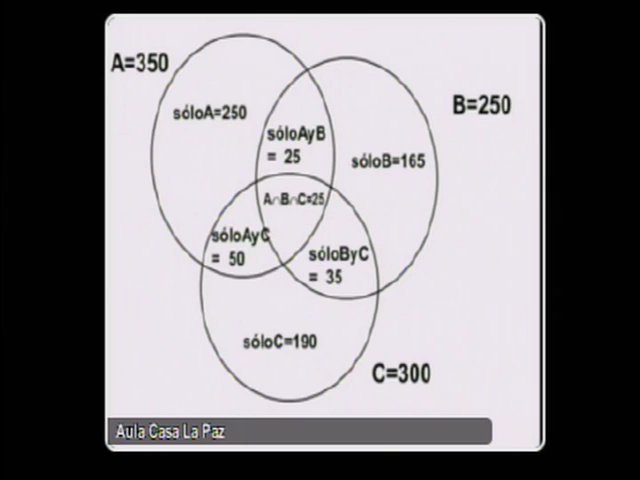 A=350
sóloA=250
B=250
sóloAyB
= 25
sóloB=165
A∩B∩C=25
sóloAyC
= 50
sóloByC
= 35
sóloC=190
C=300
Aula Casa La Paz